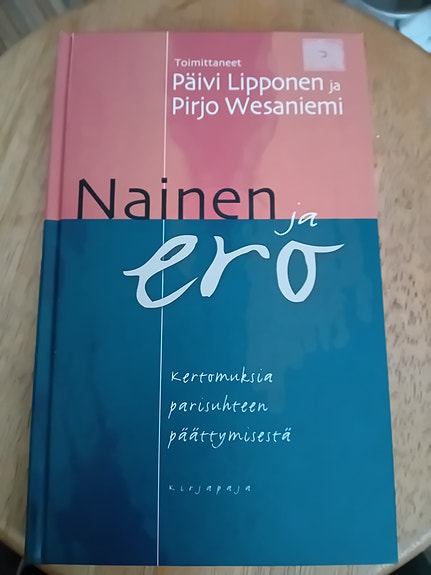 Toimittaneet
Päivi Lipponen ja
Pirjo Wesaniemi
Nainen ja
ero
Kertomuksia
parisuhteen
päättymisestä
Kirjapaja